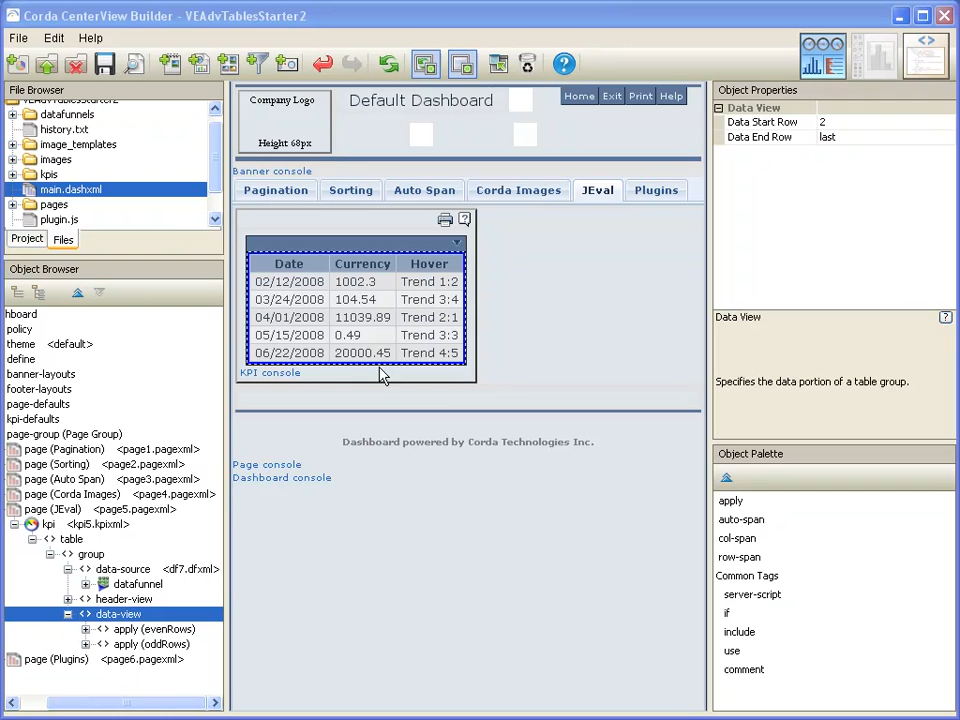 Corda CenterView Builder - VEAdvTablesStarter2
File Edit Help
File Browser
VEAdvTablesStarter2
datafunnels
history.txt
image_templates
images
kpis
main.dashxml
pages
plugin.js
Project Files
Object Browser
hboard
policy
theme <default>
define
banner-layouts
footer-layouts
page-defaults
kpi-defaults
page-group (Page Group)
page (Pagination) <page1.pagexml>
page (Sorting) <page2.pagexml>
page (Auto Span) <page3.pagexml>
page (Corda Images) <page4.pagexml>
page (JEval) <page5.pagexml>
kpi <kpi5.kpixml>
<> table
<> group
<> data-source <df7.dfxml>
datafunnel
<> header-view
<> data-view
<> apply (evenRows)
<> apply (oddRows)
page (Plugins) <page6.pagexml>
Company Logo
Height 68px
Default Dashboard
Home Exit Print Help
Banner console
Pagination Sorting Auto Span Corda Images JEval Plugins
Date Currency Hover
02/12/2008 1002.3 Trend 1:2
03/24/2008 104.54 Trend 3:4
04/01/2008 11039.89 Trend 2:1
05/15/2008 0.49 Trend 3:3
06/22/2008 20000.45 Trend 4:5
KPI console
Dashboard powered by Corda Technologies Inc.
Page console
Dashboard console
Object Properties
Data View
Data Start Row 2
Data End Row last
Data View
Specifies the data portion of a table group.
Object Palette
apply
auto-span
col-span
row-span
Common Tags
server-script
if
include
use
comment